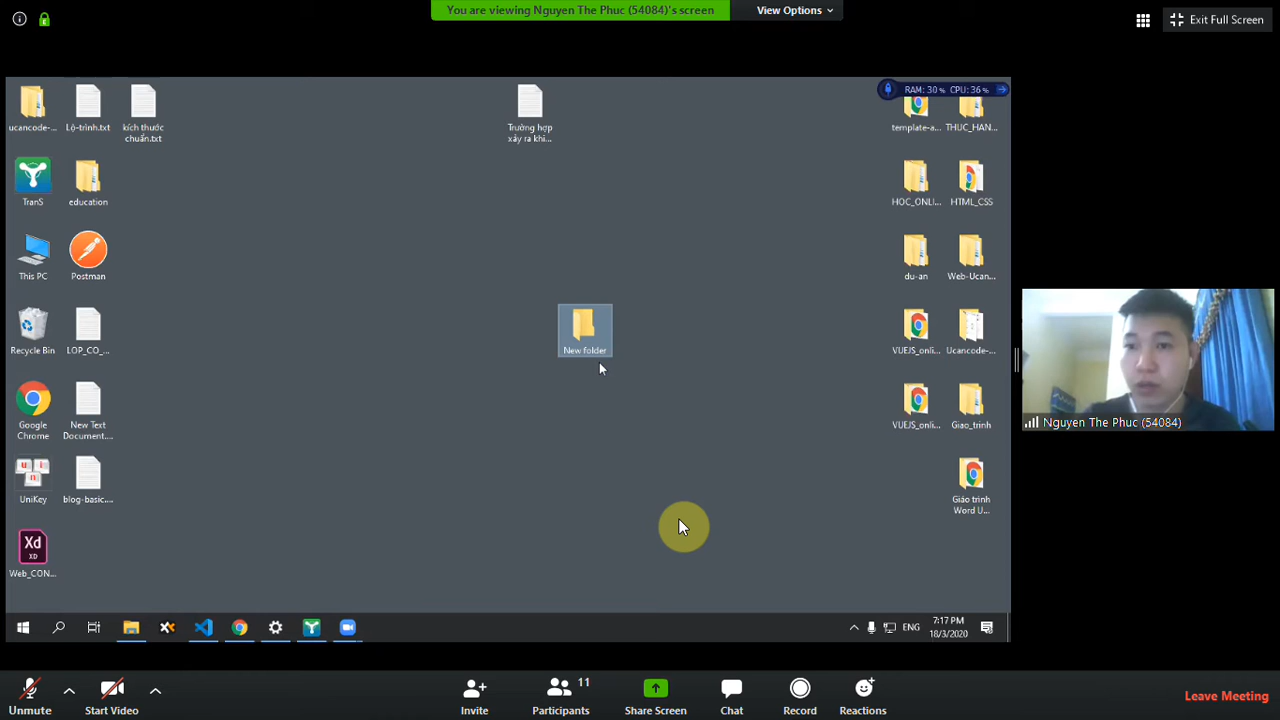 You are viewing Nguyen The Phuc (54084)'s screen
View Options
Exit Full Screen
RAM: 30 % CPU: 36 %
ucancode-...
Lộ-trình.txt
kích thước
chuẩn.txt
Trường hợp
xảy ra khi...
template-a...
THUC_HAN...
TranS
education
HOC_ONLI...
HTML_CSS
This PC
Postman
du-an
Web-Ucan...
Recycle Bin
LOP_CO_...
New folder
VUEJS_onli...
Ucancode-...
Google
Chrome
New Text
Document....
VUEJS_onli...
Giao_trinh
Nguyen The Phuc (54084)
UniKey
blog-basic....
Giáo trình
Word U...
Xd
XD
Web_CON...
ENG
7:17 PM
18/3/2020
Unmute
Start Video
Invite
11
Participants
Share Screen
Chat
Record
Reactions
Leave Meeting